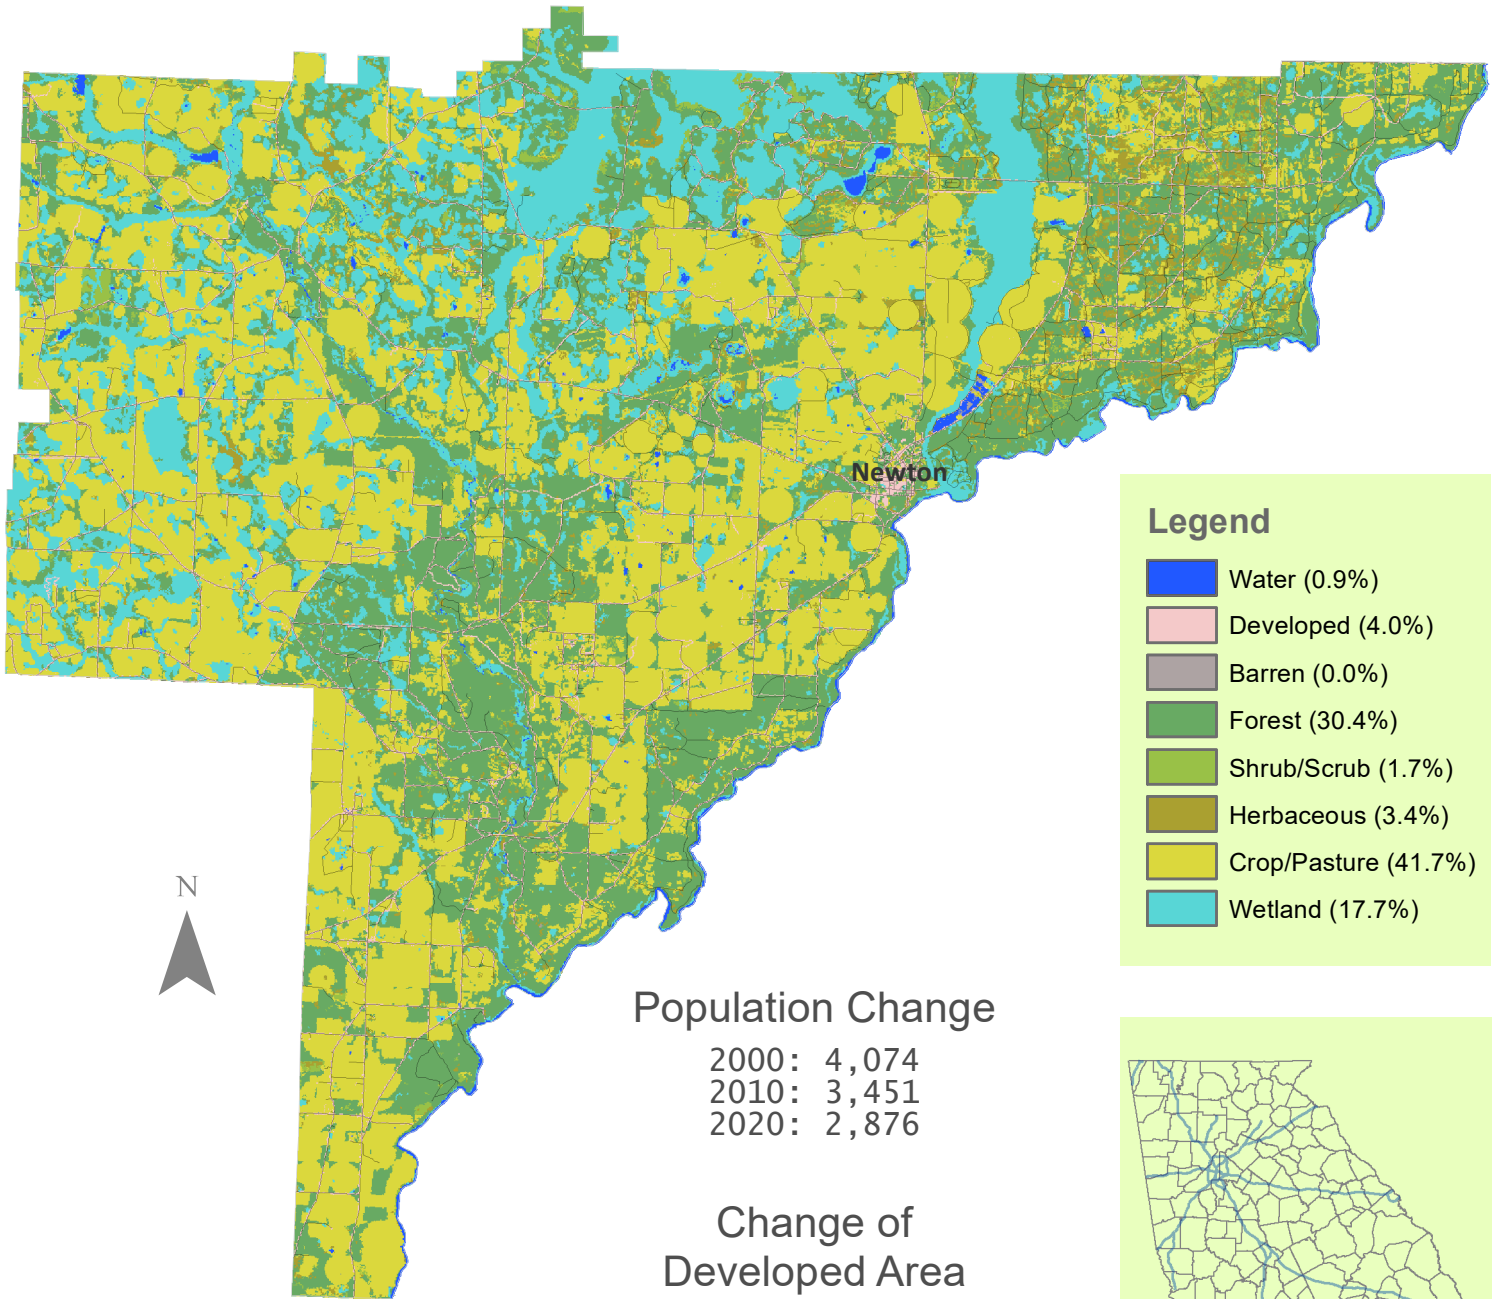 Newton
Legend
Water (0.9%)
Developed (4.0%)
Barren (0.0%)
Forest (30.4%)
Shrub/Scrub (1.7%)
Herbaceous (3.4%)
Crop/Pasture (41.7%)
Wetland (17.7%)
N
Population Change
2000: 4,074
2010: 3,451
2020: 2,876
Change of
Developed Area